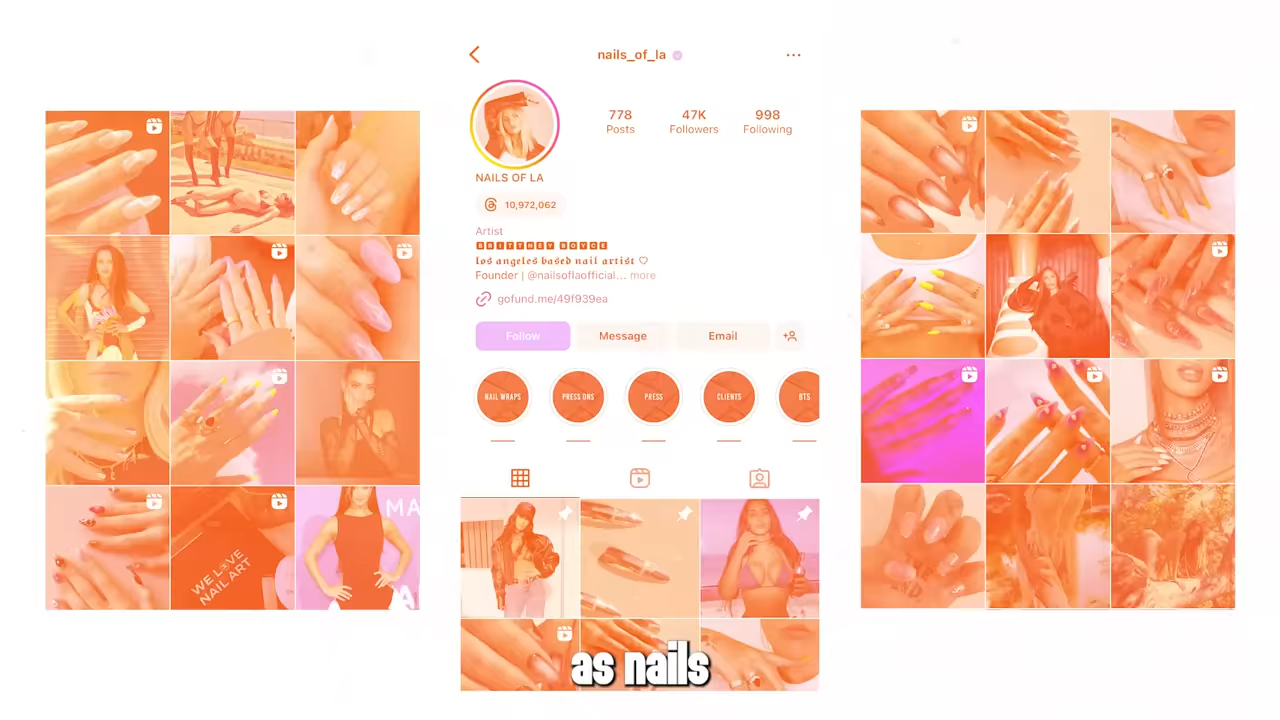 nails_of_la
778
47K
998
Posts
Followers
Following
NAILS OF LA
10,972,062
Artist
🅱🆁🅸🆃🆃🅽🅴🆈 🅱🅾🆈🅲🅴
𝖑𝖔𝖘 𝖆𝖓𝖌𝖊𝖑𝖊𝖘 𝖇𝖆𝖘𝖊𝖉 𝖓𝖆𝖎𝖑 𝖆𝖗𝖙𝖎𝖘𝖙 ♡
Founder | @nailsoflaofficial... more
gofund.me/49f939ea
Follow
Message
Email
NAIL WRAPS
PRESS ONS
PRESS
CLIENTS
BTS
WE LOVE
NAIL ART
MA
as nails